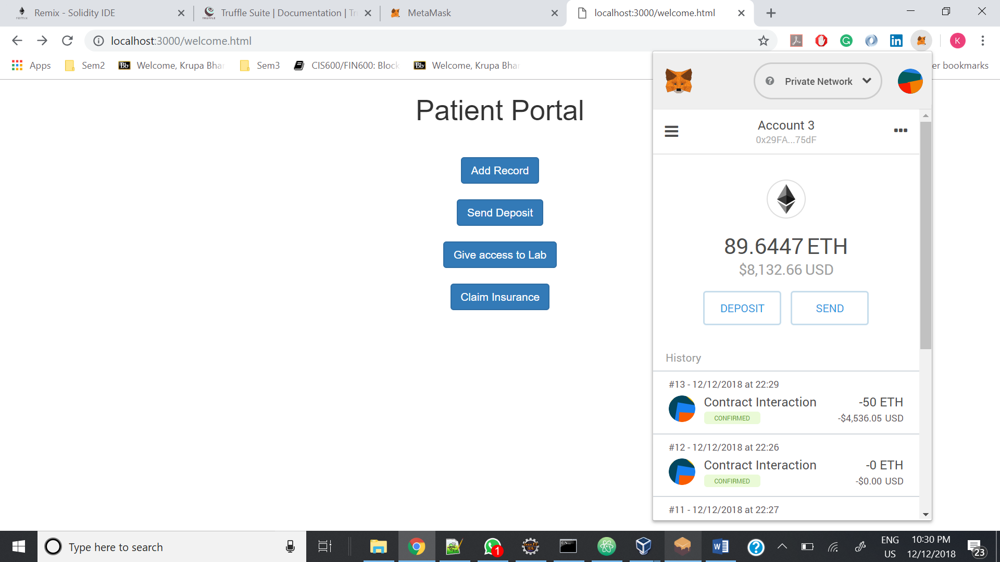 Remix - Solidity IDE
Truffle Suite | Documentation |
MetaMask
localhost:3000/welcome.html
localhost:3000/welcome.html
K
Apps
Sem2
Bb Welcome, Krupa
Sem3
CIS600/FIN600:
Bb Welcome, Krupa
bookmarks
Private Network
Patient Portal
Add Record
Send Deposit
Give access to Lab
Claim Insurance
Account 3
0x29FA...75dF
89.6447 ETH
$8,132.66 USD
DEPOSIT
SEND
History
#13 - 12/12/2018 at 22:29
Contract Interaction
-50 ETH
CONFIRMED
-$4,536.05 USD
#12 - 12/12/2018 at 22:26
Contract Interaction
-0 ETH
CONFIRMED
-$0.00 USD
#11 - 12/12/2018 at 22:27
Type here to search
1
ENG
US
10:30 PM
12/12/2018
23